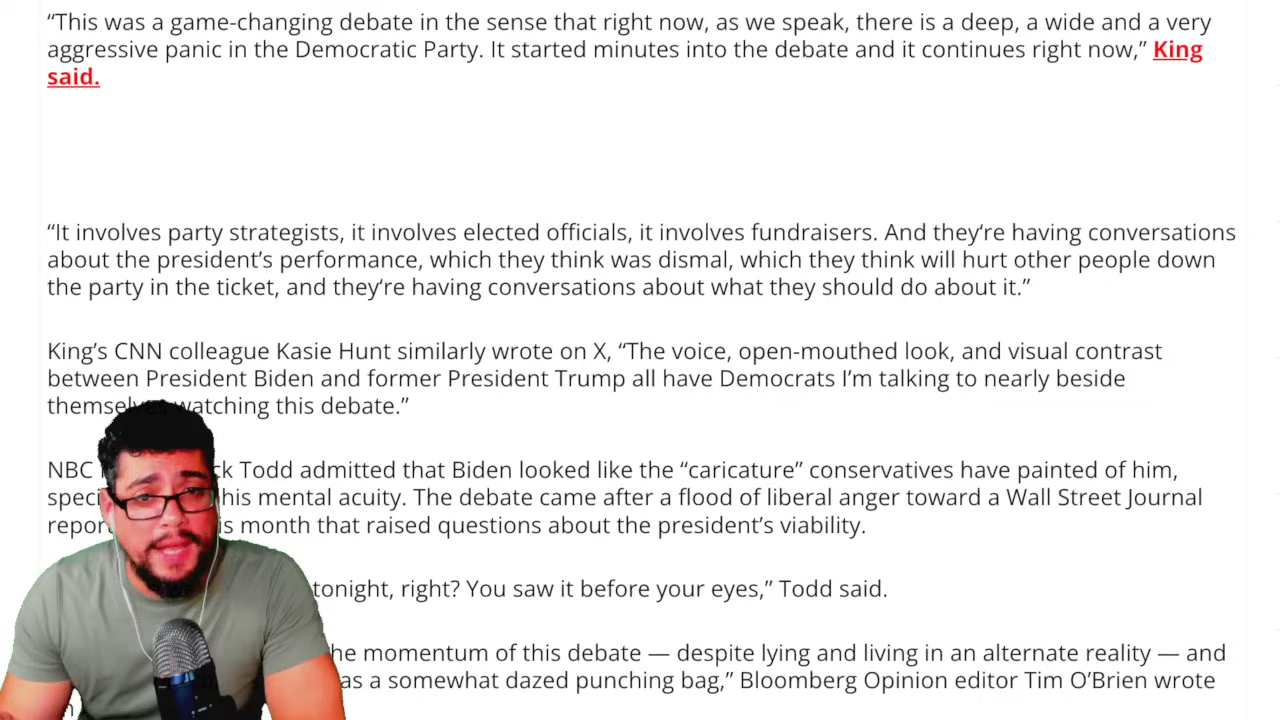 “This was a game-changing debate in the sense that right now, as we speak, there is a deep, a wide and a very
aggressive panic in the Democratic Party. It started minutes into the debate and it continues right now,” King
said.
“It involves party strategists, it involves elected officials, it involves fundraisers. And they‘re having conversations
about the president’s performance, which they think was dismal, which they think will hurt other people down
the party in the ticket, and they‘re having conversations about what they should do about it.”
King’s CNN colleague Kasie Hunt similarly wrote on X, “The voice, open-mouthed look, and visual contrast
between President Biden and former President Trump all have Democrats I’m talking to nearly beside
themselves watching this debate.”
NBC Todd admitted that Biden looked like the “caricature” conservatives have painted of him,
his mental acuity. The debate came after a flood of liberal anger toward a Wall Street Journal
month that raised questions about the president’s viability.
tonight, right? You saw it before your eyes,” Todd said.
momentum of this debate — despite lying and living in an alternate reality — and
as a somewhat dazed punching bag,” Bloomberg Opinion editor Tim O’Brien wrote